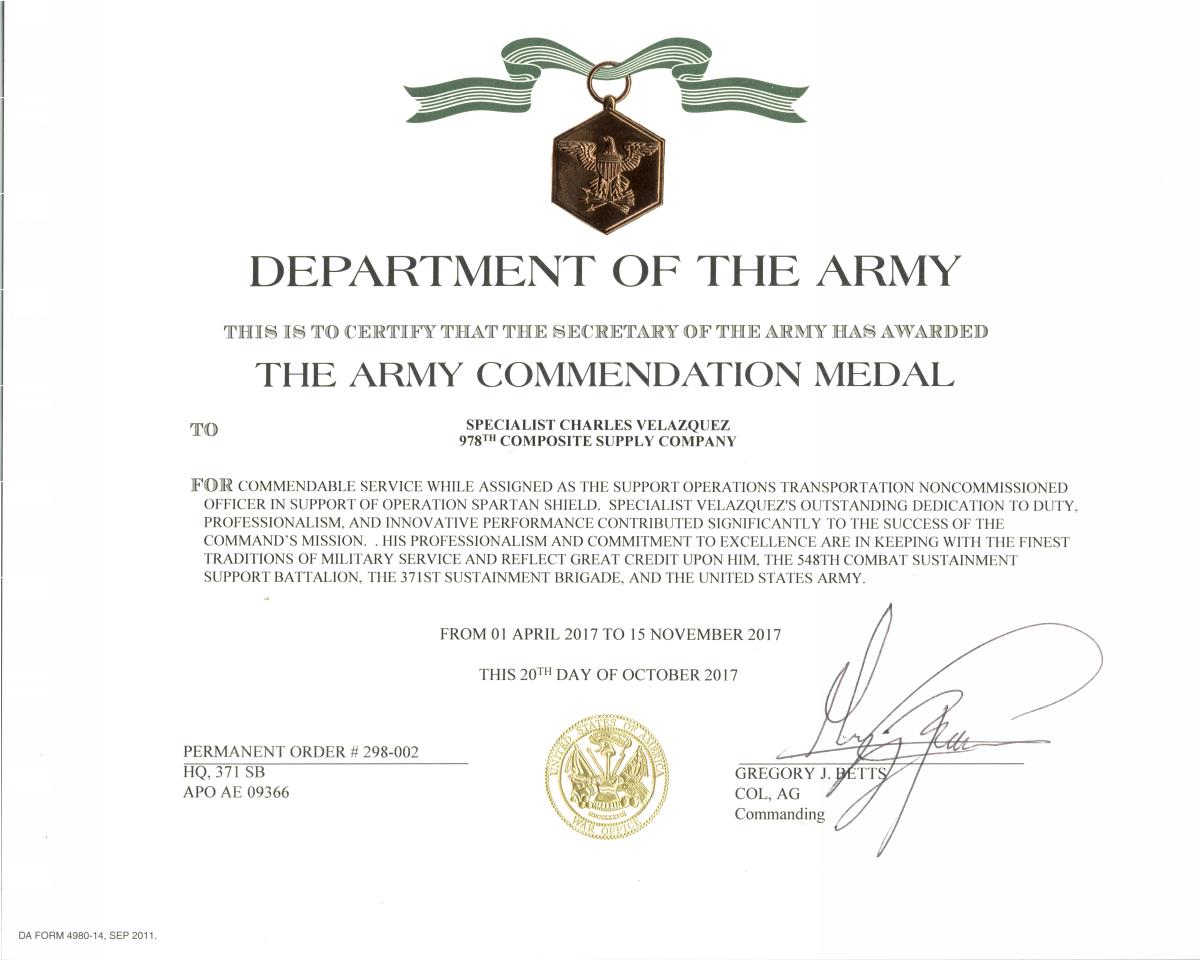 DEPARTMENT OF THE ARMY
THIS IS TO CERTIFY THAT THE SECRETARY OF THE ARMY HAS AWARDED
THE ARMY COMMENDATION MEDAL
TO
SPECIALIST CHARLES VELAZQUEZ
978TH COMPOSITE SUPPLY COMPANY
FOR COMMENDABLE SERVICE WHILE ASSIGNED AS THE SUPPORT OPERATIONS TRANSPORTATION NONCOMMISSIONED
OFFICER IN SUPPORT OF OPERATION SPARTAN SHIELD. SPECIALIST VELAZQUEZ'S OUTSTANDING DEDICATION TO DUTY,
PROFESSIONALISM, AND INNOVATIVE PERFORMANCE CONTRIBUTED SIGNIFICANTLY TO THE SUCCESS OF THE
COMMAND'S MISSION. . HIS PROFESSIONALISM AND COMMITMENT TO EXCELLENCE ARE IN KEEPING WITH THE FINEST
TRADITIONS OF MILITARY SERVICE AND REFLECT GREAT CREDIT UPON HIM, THE 548TH COMBAT SUSTAINMENT
SUPPORT BATTALION, THE 371ST SUSTAINMENT BRIGADE, AND THE UNITED STATES ARMY.
FROM 01 APRIL 2017 TO 15 NOVEMBER 2017
THIS 20TH DAY OF OCTOBER 2017
PERMANENT ORDER # 298-002
HQ, 371 SB
APO AE 09366
UNITED STATES OF AMERICA
MDCCLXXVIII
WAR OFFICE
GREGORY J. BETTS
COL, AG
Commanding
DA FORM 4980-14, SEP 2011.